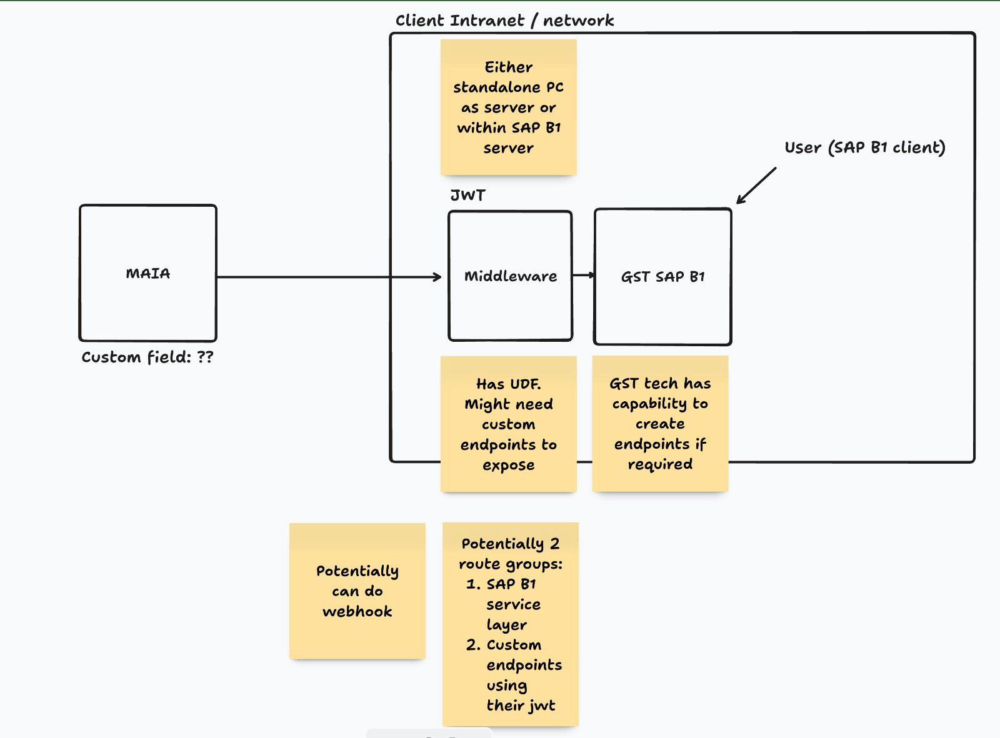 Client Intranet / network
Either
standalone PC
as server or
within SAP B1
server
User (SAP B1 client)
JWT
MAIA
Middleware
GST SAP B1
Custom field: ??
Has UDF.
Might need
custom
endpoints to
expose
GST tech has
capability to
create
endpoints if
required
Potentially
can do
webhook
Potentially 2
route groups:
1. SAP B1
service
layer
2. Custom
endpoints
using
their jwt